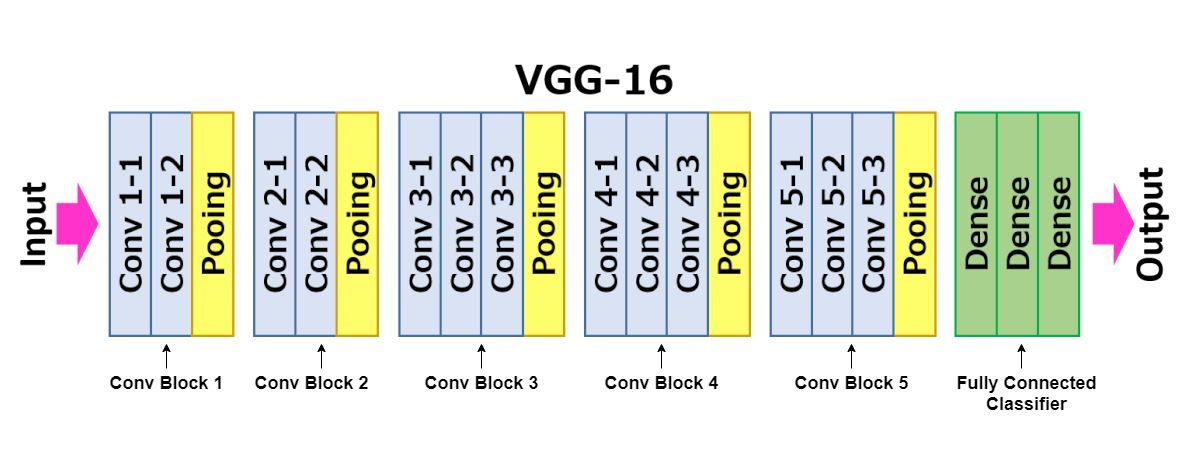 VGG-16
Input
Conv 1-1
Conv 1-2
Pooing
Conv 2-1
Conv 2-2
Pooing
Conv 3-1
Conv 3-2
Conv 3-3
Pooing
Conv 4-1
Conv 4-2
Conv 4-3
Pooing
Conv 5-1
Conv 5-2
Conv 5-3
Pooing
Dense
Dense
Dense
Output
Conv Block 1
Conv Block 2
Conv Block 3
Conv Block 4
Conv Block 5
Fully Connected
Classifier